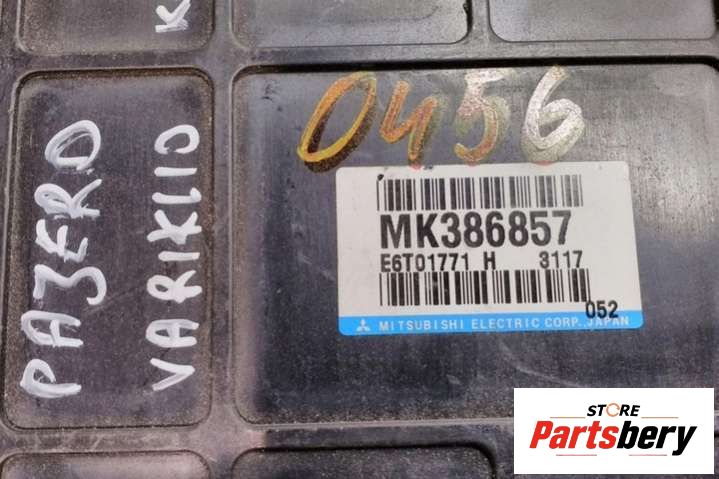 K
PAJERO
VARIKLIO
0456
MK386857
E6T01771 H 3117
052
MITSUBISHI ELECTRIC CORP., JAPAN
STORE
Partsbery